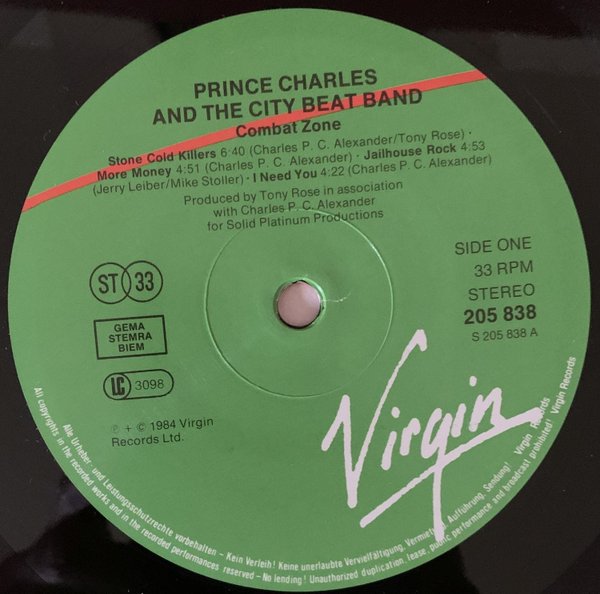 PRINCE CHARLES
AND THE CITY BEAT BAND
Combat Zone
Stone Cold Killers 6·40 (Charles P. C. Alexander/Tony Rose) ·
More Money 4:51 (Charles P. C. Alexander) · Jailhouse Rock 4:53
(Jerry Leiber/Mike Stoller) · I Need You 4:22 (Charles P. C. Alexander)
Produced by Tony Rose in association
with Charles P. C. Alexander
for Solid Platinum Productions
SIDE ONE
33 RPM
STEREO
205 838
S 205 838 A
ST 33
GEMA
STEMRA
BIEM
LC 3098
℗ + © 1984 Virgin
Records Ltd.
Virgin
Alle Urheber- und Leistungsschutzrechte vorbehalten - Kein Verleih! Keine unerlaubte Vervielfältigung, Vermietung, Aufführung, Sendung! Virgin Records
All copyrights in the recorded works and in the recorded performances reserved - No lending! Unauthorized duplication, lease, public performance and broadcast prohibited! Virgin Records